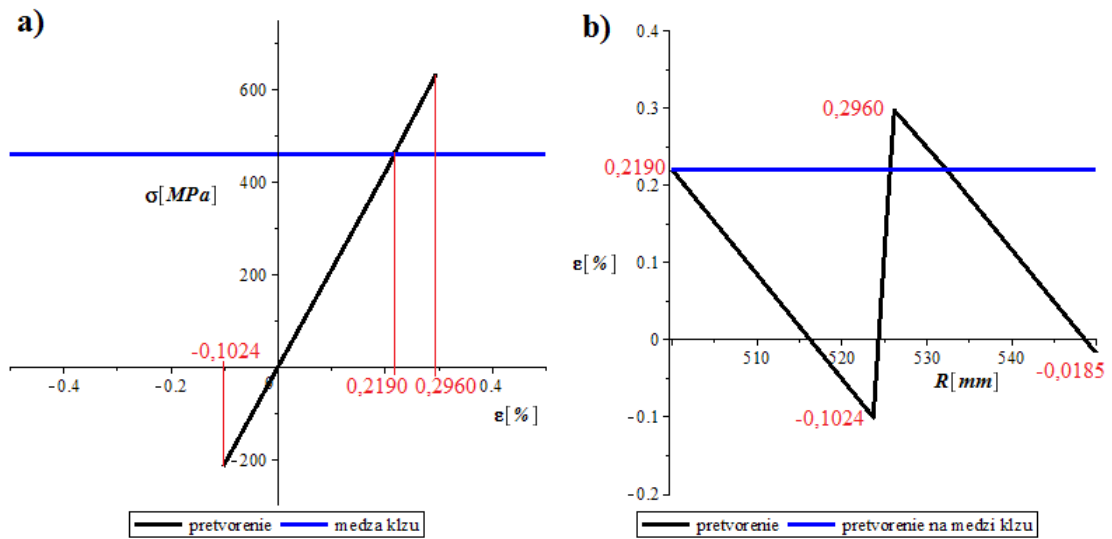 a)
600
400
200
-200
σ[MPa]
-0.4
-0.2
0
0.4
-0,1024
0,2190
0,2960
ε[%]
pretvorenie
medza klzu
b)
0.4
0.3
0.2
0.1
0
-0.1
-0.2
0,2960
0,2190
ε[%]
510
520
530
540
R[mm]
-0,0185
-0,1024
pretvorenie
pretvorenie na medzi klzu